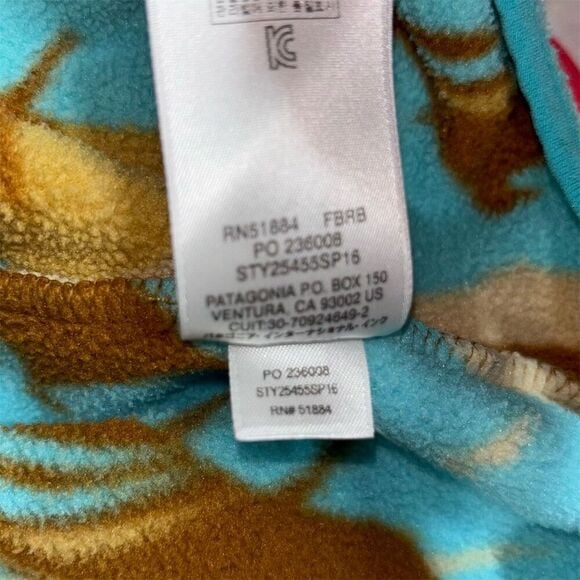 RN51884 FBRB
PO 236008
STY25455SP16
PATAGONIA P.O. BOX 150
VENTURA, CA 93002 US
CUIT:30-70924649-2
PO 236008
STY25455SP16
RN# 51884